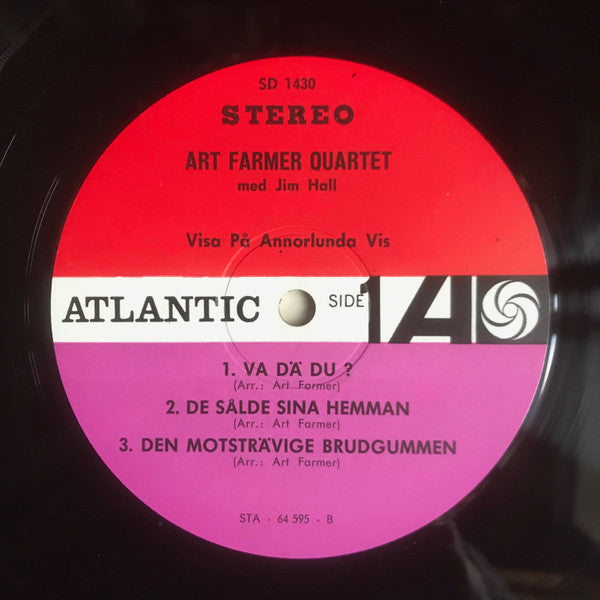 SD 1430
STEREO
ART FARMER QUARTET
med Jim Hall
Visa På Annorlunda Vis
ATLANTIC SIDE 1 A
1. VA DÄ DU ?
(Arr.: Art Farmer)
2. DE SÅLDE SINA HEMMAN
(Arr.: Art Farmer)
3. DEN MOTSTRÄVIGE BRUDGUMMEN
(Arr.: Art Farmer)
STA - 64 595 - B